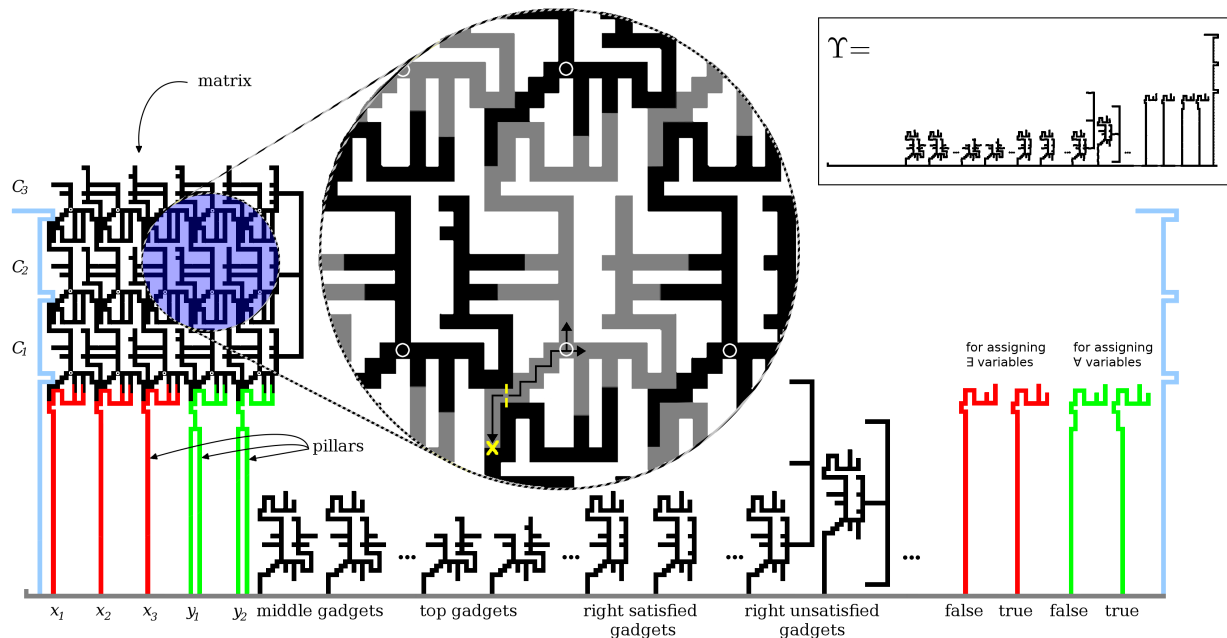 ϒ=
matrix
C3
C2
C1
for assigning
∃ variables
for assigning
∀ variables
pillars
...
...
...
...
x1 x2 x3 y1 y2
middle gadgets
top gadgets
right satisfied
gadgets
right unsatisfied
gadgets
false true false true